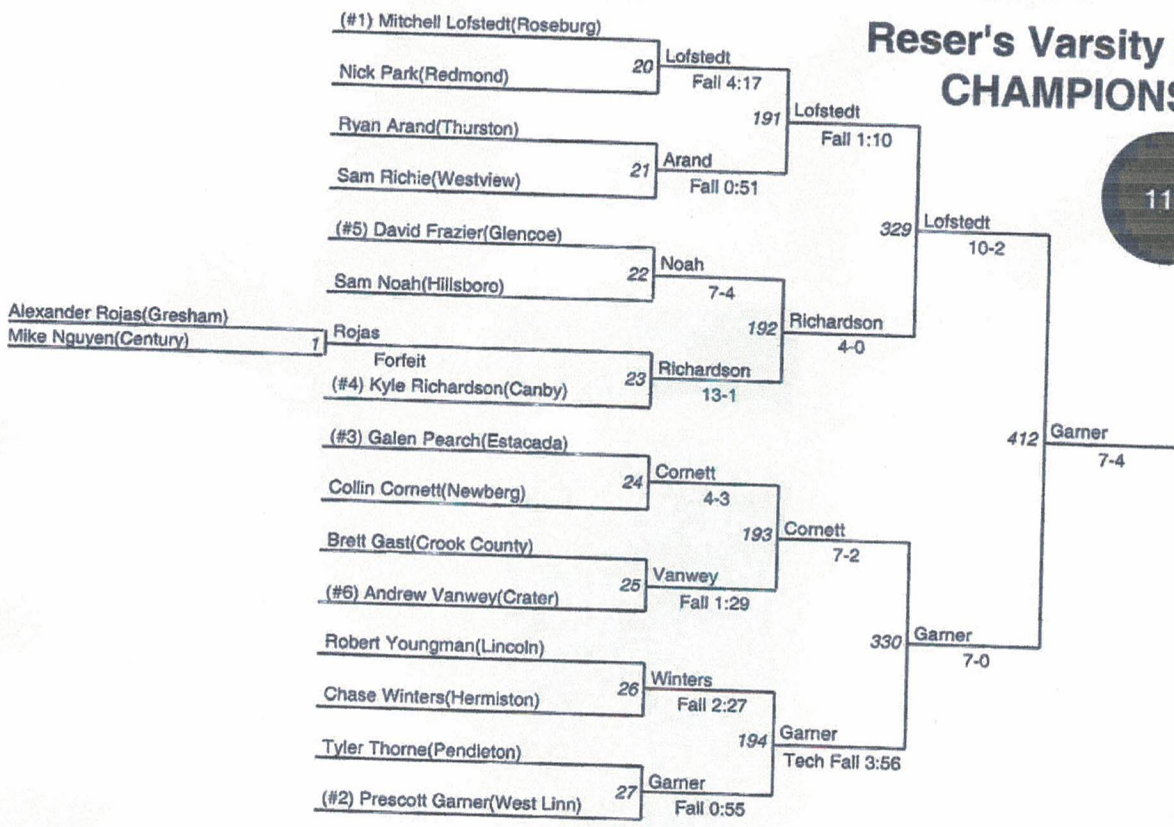 Reser's Varsity
CHAMPIONS
11
(#1) Mitchell Lofstedt(Roseburg)
Nick Park(Redmond)
20
Lofstedt
Fall 4:17
Ryan Arand(Thurston)
Sam Richie(Westview)
21
Arand
Fall 0:51
191
Lofstedt
Fall 1:10
(#5) David Frazier(Glencoe)
Sam Noah(Hillsboro)
22
Noah
7-4
Alexander Rojas(Gresham)
Mike Nguyen(Century)
1
Rojas
Forfeit
(#4) Kyle Richardson(Canby)
23
Richardson
13-1
192
Richardson
4-0
329
Lofstedt
10-2
(#3) Galen Pearch(Estacada)
Collin Cornett(Newberg)
24
Cornett
4-3
Brett Gast(Crook County)
(#6) Andrew Vanwey(Crater)
25
Vanwey
Fall 1:29
193
Cornett
7-2
Robert Youngman(Lincoln)
Chase Winters(Hermiston)
26
Winters
Fall 2:27
Tyler Thorne(Pendleton)
(#2) Prescott Garner(West Linn)
27
Garner
Fall 0:55
194
Garner
Tech Fall 3:56
330
Garner
7-0
412
Garner
7-4